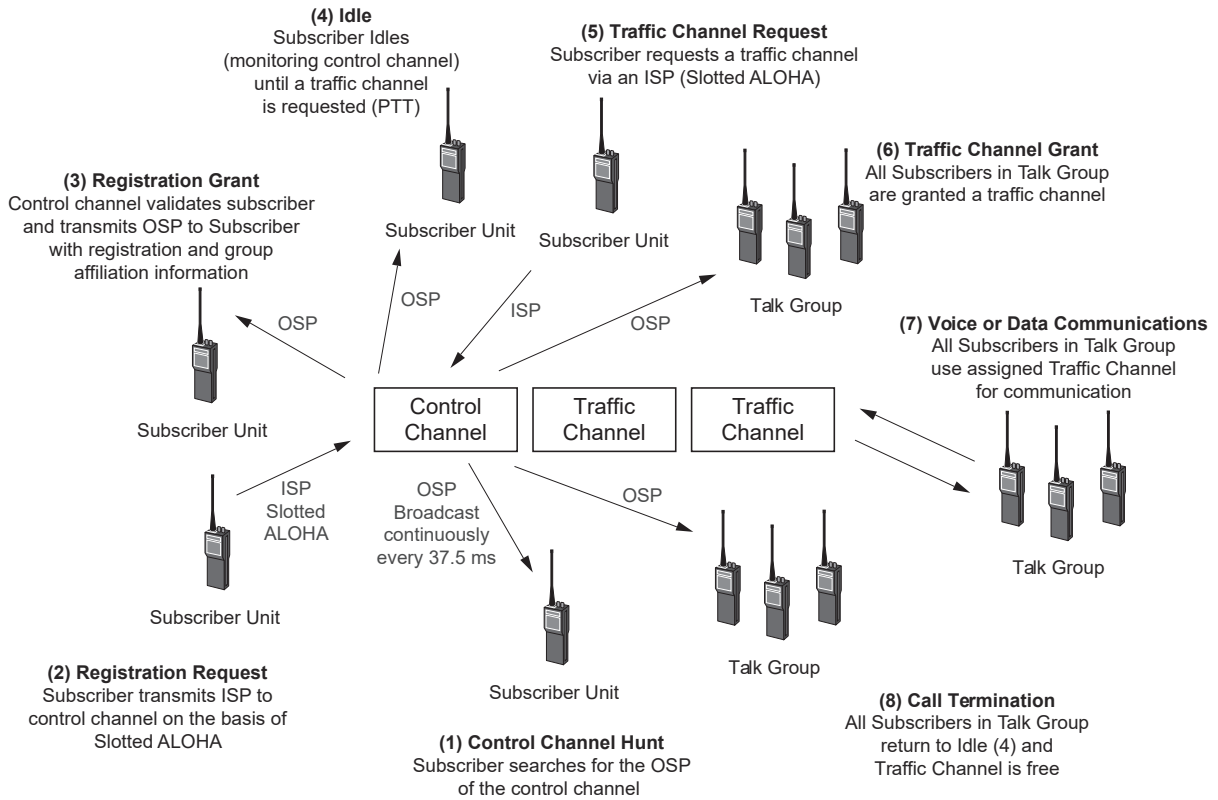 (4) Idle
Subscriber Idles
(monitoring control channel)
until a traffic channel
is requested (PTT)
Subscriber Unit
(5) Traffic Channel Request
Subscriber requests a traffic channel
via an ISP (Slotted ALOHA)
Subscriber Unit
(6) Traffic Channel Grant
All Subscribers in Talk Group
are granted a traffic channel
Talk Group
(3) Registration Grant
Control channel validates subscriber
and transmits OSP to Subscriber
with registration and group
affiliation information
Subscriber Unit
OSP
OSP
ISP
OSP
(7) Voice or Data Communications
All Subscribers in Talk Group
use assigned Traffic Channel
for communication
Talk Group
Control
Channel
Traffic
Channel
Traffic
Channel
ISP
Slotted
ALOHA
Subscriber Unit
(2) Registration Request
Subscriber transmits ISP to
control channel on the basis of
Slotted ALOHA
OSP
Broadcast
continuously
every 37.5 ms
Subscriber Unit
(1) Control Channel Hunt
Subscriber searches for the OSP
of the control channel
OSP
Talk Group
(8) Call Termination
All Subscribers in Talk Group
return to Idle (4) and
Traffic Channel is free